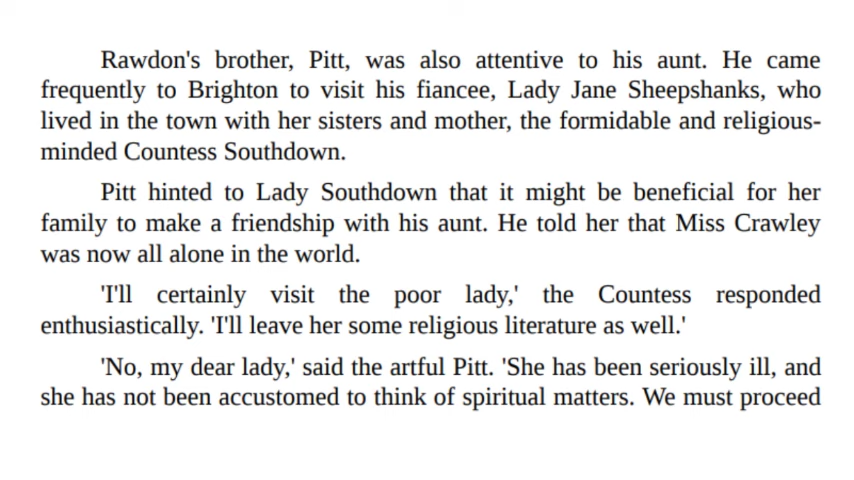 Rawdon's brother, Pitt, was also attentive to his aunt. He came
frequently to Brighton to visit his fiancee, Lady Jane Sheepshanks, who
lived in the town with her sisters and mother, the formidable and religious-
minded Countess Southdown.
Pitt hinted to Lady Southdown that it might be beneficial for her
family to make a friendship with his aunt. He told her that Miss Crawley
was now all alone in the world.
'I'll certainly visit the poor lady,' the Countess responded
enthusiastically. 'I'll leave her some religious literature as well.'
'No, my dear lady,' said the artful Pitt. 'She has been seriously ill, and
she has not been accustomed to think of spiritual matters. We must proceed